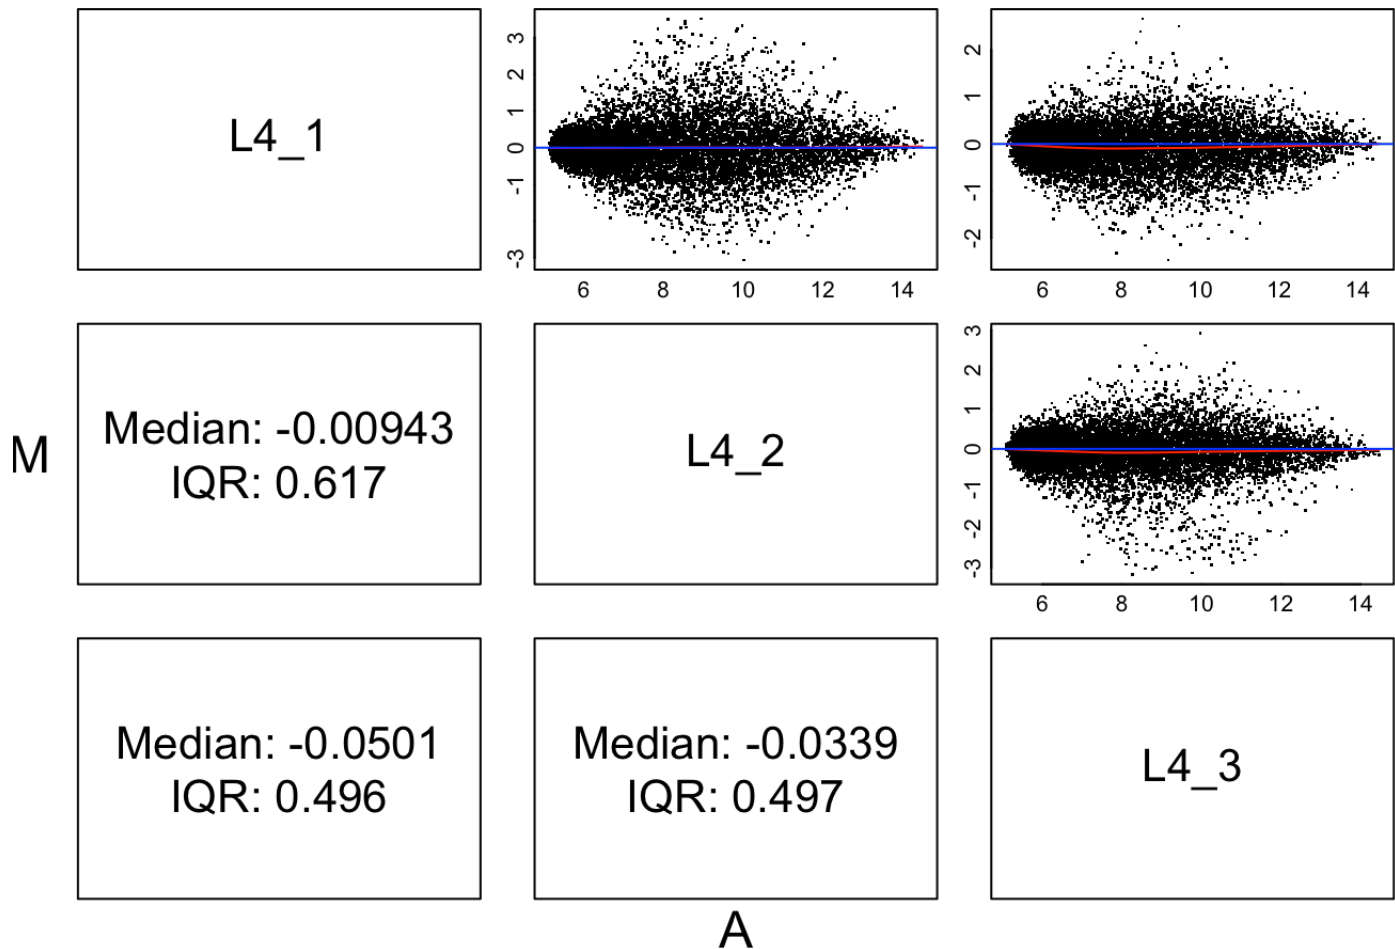 L4_1
3
2
1
0
-1
-3
6 8 10 12 14
2
1
0
-1
-2
6 8 10 12 14
M
Median: -0.00943
IQR: 0.617
L4_2
3
2
1
0
-1
-2
-3
6 8 10 12 14
Median: -0.0501
IQR: 0.496
Median: -0.0339
IQR: 0.497
L4_3
A